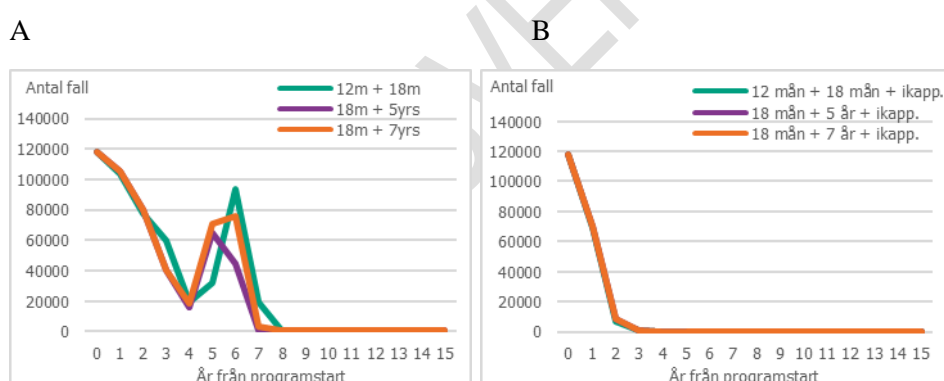 A
B
Antal fall
12m + 18m
18m + 5yrs
18m + 7yrs
140000
120000
100000
80000
60000
40000
20000
0
0 1 2 3 4 5 6 7 8 9 10 11 12 13 14 15
År från programstart
Antal fall
12 mån + 18 mån + ikapp.
18 mån + 5 år + ikapp.
18 mån + 7 år + ikapp.
140000
120000
100000
80000
60000
40000
20000
0
0 1 2 3 4 5 6 7 8 9 10 11 12 13 14 15
År från programstart